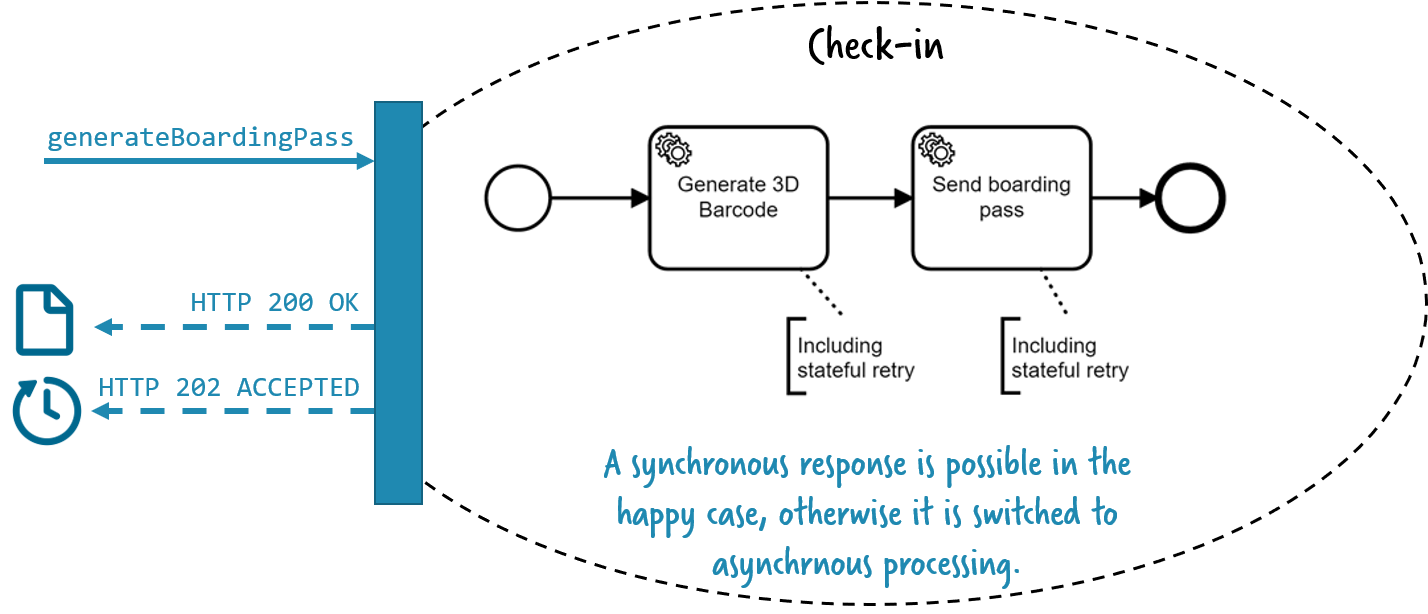 Check-in
generateBoardingPass
Generate 3D
Barcode
Send boarding
pass
HTTP 200 OK
HTTP 202 ACCEPTED
Including
stateful retry
Including
stateful retry
A synchronous response is possible in the
happy case, otherwise it is switched to
asynchrnous processing.